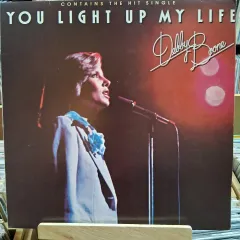 CONTAINS THE HIT SINGLE
YOU LIGHT UP MY LIFE
Debby Boone